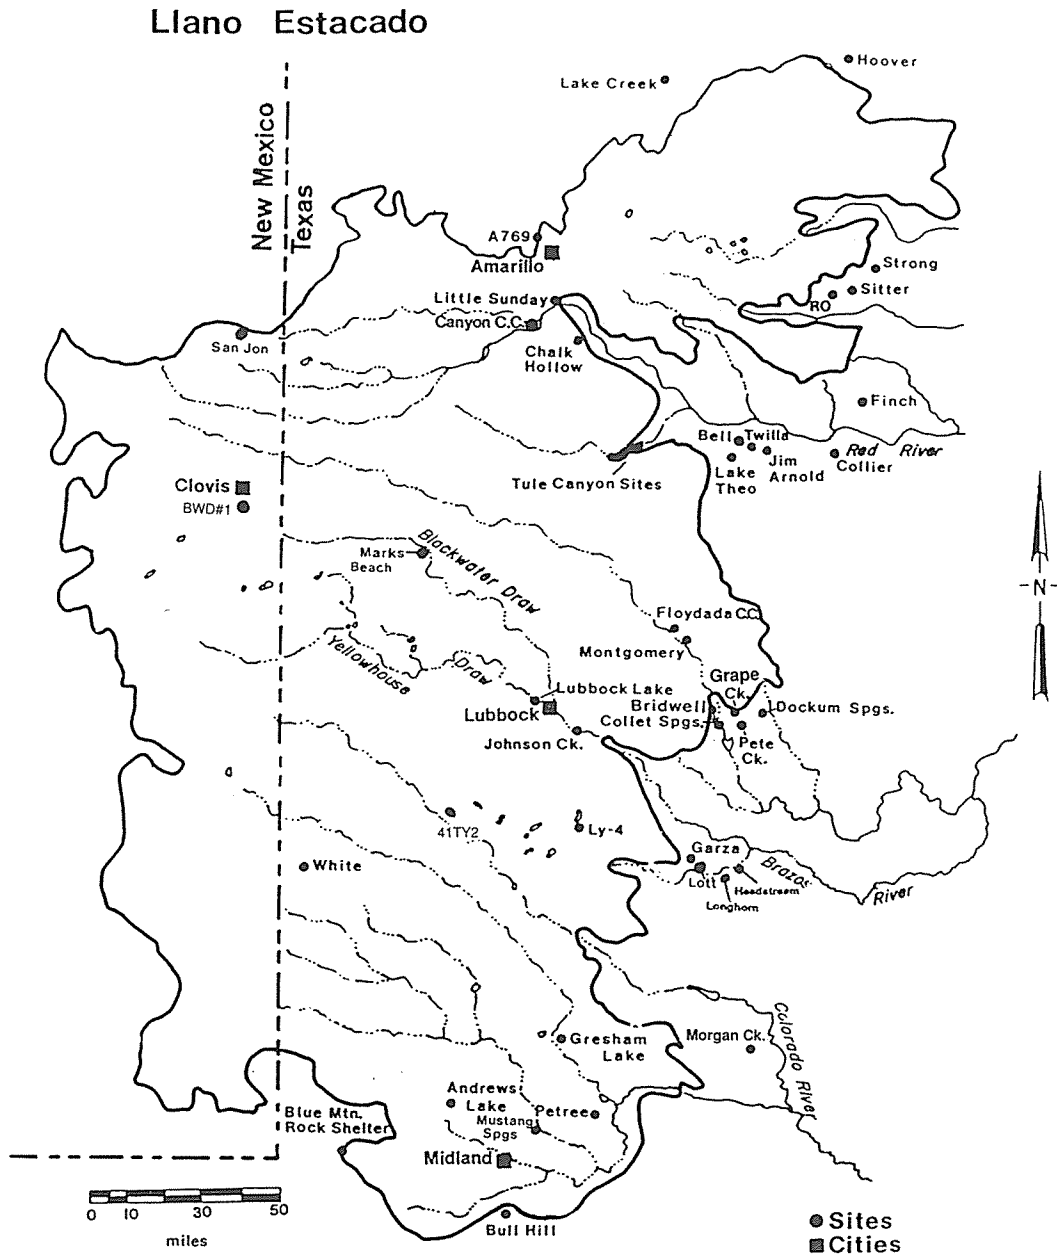 Llano Estacado
Hoover
Lake Creek
New Mexico
Texas
A769
Amarillo
Strong
Sitter
RO
Little Sunday
Canyon C.C.
San Jon
Chalk
Hollow
Finch
Bell
Twilla
Red River
Lake
Theo
Jim
Arnold
Collier
Tule Canyon Sites
Clovis
BWD#1
Marks
Beach
Blackwater Draw
N
Floydada C.C.
Montgomery
Yellowhouse
Draw
Grape
Ck.
Lubbock Lake
Bridwell
Dockum Spgs.
Lubbock
Collet Spgs.
Johnson Ck.
Pete
Ck.
41TY2
Ly-4
White
Garza
Lott
Headstream
Longhorn
Brazos
River
Colorado River
Morgan Ck.
Gresham
Lake
Andrews
Lake
Petree
Mustang
Spgs
Blue Mtn.
Rock Shelter
Midland
Bull Hill
0 10 30 50
miles
Sites
Cities